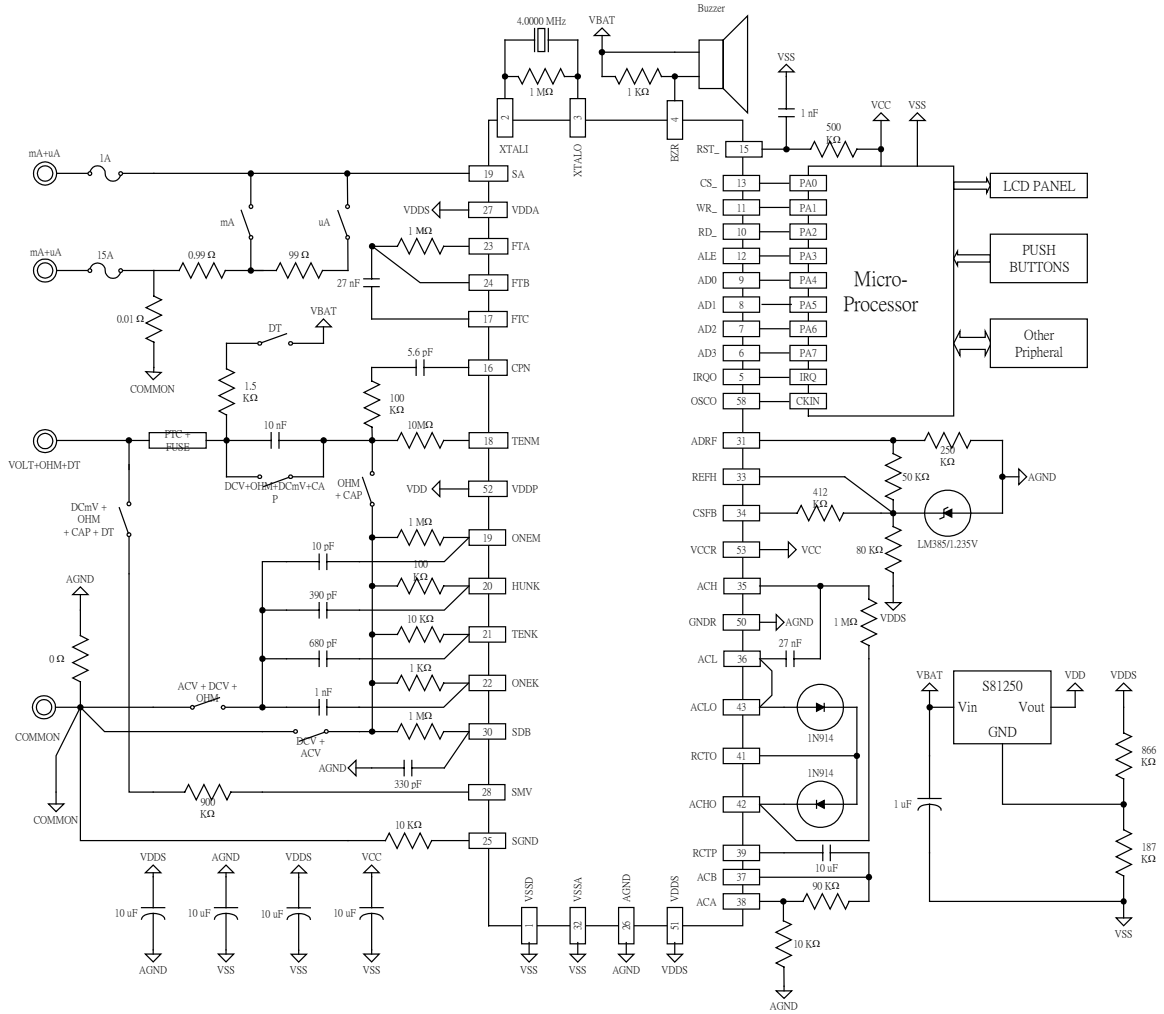 Buzzer
4.0000 MHz
VBAT
1 MΩ
1 KΩ
2
3
4
XTALI
XTALO
BZR
VSS
1 nF
500
KΩ
VCC
VSS
mA+uA
1A
19
SA
mA
uA
VDDS
27
VDDA
mA+uA
15A
0.99 Ω
99 Ω
0.01 Ω
COMMON
1 MΩ
23
FTA
27 nF
24
FTB
17
FTC
DT
VBAT
1.5
KΩ
5.6 pF
16
CPN
100
KΩ
VOLT+OHM+DT
PTC +
FUSE
10 nF
10MΩ
18
TENM
DCV+OHM+DCmV+CA
P
OHM
+ CAP
VDD
52
VDDP
DCmV +
OHM
+ CAP + DT
1 MΩ
19
ONEM
10 pF
100
KΩ
20
HUNK
390 pF
10 KΩ
21
TENK
680 pF
1 KΩ
22
ONEK
1 nF
AGND
0 Ω
ACV + DCV +
OHM
COMMON
1 MΩ
30
SDB
DCV +
ACV
AGND
330 pF
COMMON
900
KΩ
28
SMV
10 KΩ
25
SGND
VDDS
AGND
VDDS
VCC
10 uF
10 uF
10 uF
10 uF
AGND
VSS
VSS
VSS
VSSD
VSSA
AGND
VDDS
1
32
26
51
VSS
VSS
AGND
VDDS
RST_
15
CS_
13
PA0
WR_
11
PA1
RD_
10
PA2
ALE
12
PA3
AD0
9
PA4
AD1
8
PA5
AD2
7
PA6
AD3
6
PA7
IRQO
5
IRQ
OSCO
58
CKIN
Micro-
Processor
LCD PANEL
PUSH
BUTTONS
Other
Pripheral
ADRF
31
250
KΩ
REFH
33
50 KΩ
AGND
CSFB
34
412
KΩ
LM385/1.235V
VCCR
53
VCC
80 KΩ
VDDS
ACH
35
GNDR
50
AGND
1 MΩ
ACL
36
27 nF
ACLO
43
1N914
RCTO
41
1N914
ACHO
42
RCTP
39
10 uF
ACB
37
ACA
38
90 KΩ
10 KΩ
AGND
VBAT
S81250
Vin
Vout
GND
VDD
VDDS
866
KΩ
1 uF
187
KΩ
VSS